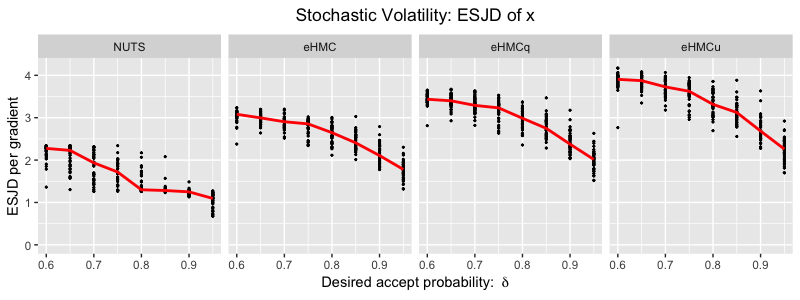 Stochastic Volatility: ESJD of x
NUTS eHMC eHMCq eHMCu
ESJD per gradient
4
3
2
1
0
0.6 0.7 0.8 0.9 0.6 0.7 0.8 0.9 0.6 0.7 0.8 0.9 0.6 0.7 0.8 0.9
Desired accept probability: δ